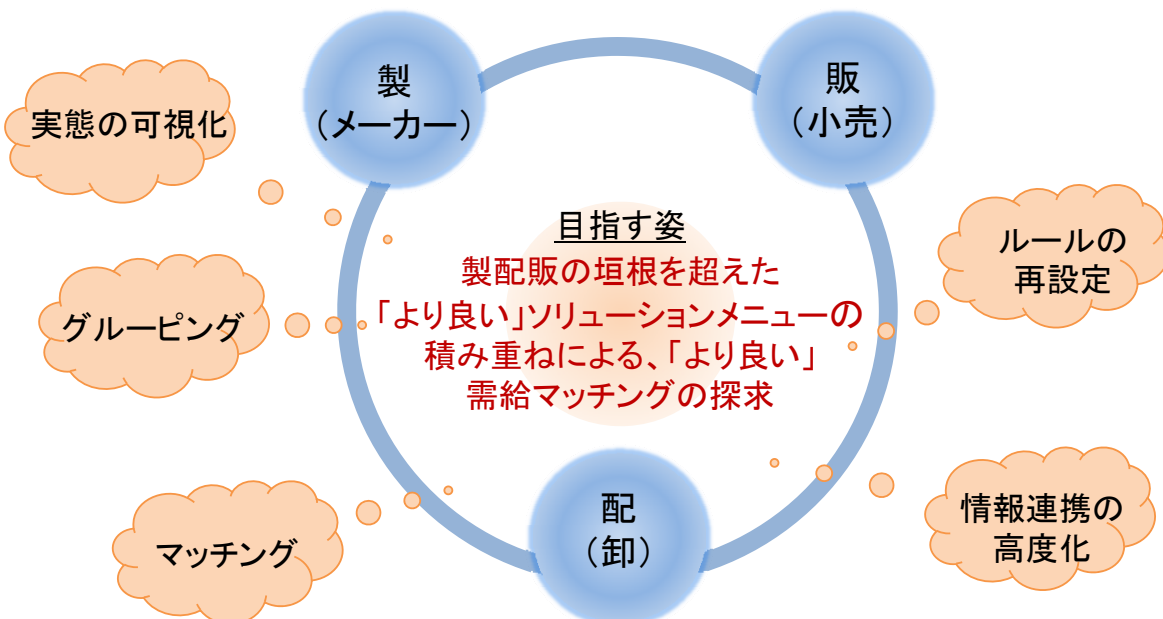 製
（メーカー）
販
（小売）
実態の可視化
目指す姿
製配販の垣根を超えた
「より良い」ソリューションメニューの
積み重ねによる、「より良い」
需給マッチングの探求
ルールの
再設定
グルーピング
マッチング
配
（卸）
情報連携の
高度化